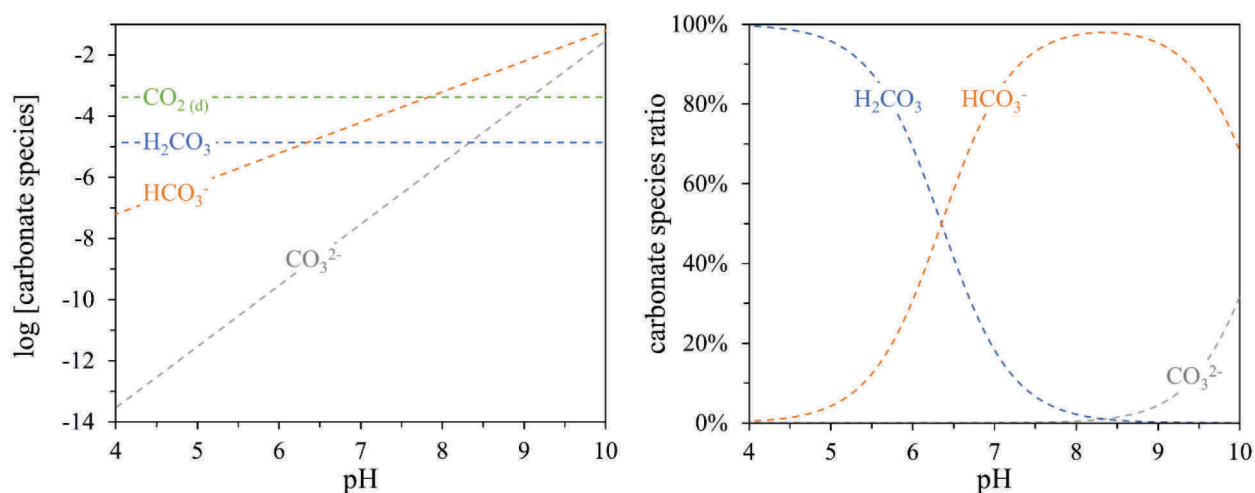 log [carbonate species]
-2
-4
-6
-8
-10
-12
-14
CO₂ (d)
H₂CO₃
HCO₃⁻
CO₃²⁻
4 5 6 7 8 9 10
pH
carbonate species ratio
100%
80%
60%
40%
20%
0%
H₂CO₃
HCO₃⁻
CO₃²⁻
4 5 6 7 8 9 10
pH